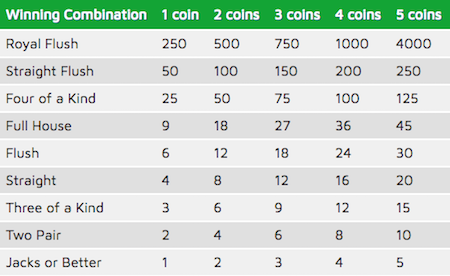 Winning Combination 1 coin 2 coins 3 coins 4 coins 5 coins
Royal Flush 250 500 750 1000 4000
Straight Flush 50 100 150 200 250
Four of a Kind 25 50 75 100 125
Full House 9 18 27 36 45
Flush 6 12 18 24 30
Straight 4 8 12 16 20
Three of a Kind 3 6 9 12 15
Two Pair 2 4 6 8 10
Jacks or Better 1 2 3 4 5